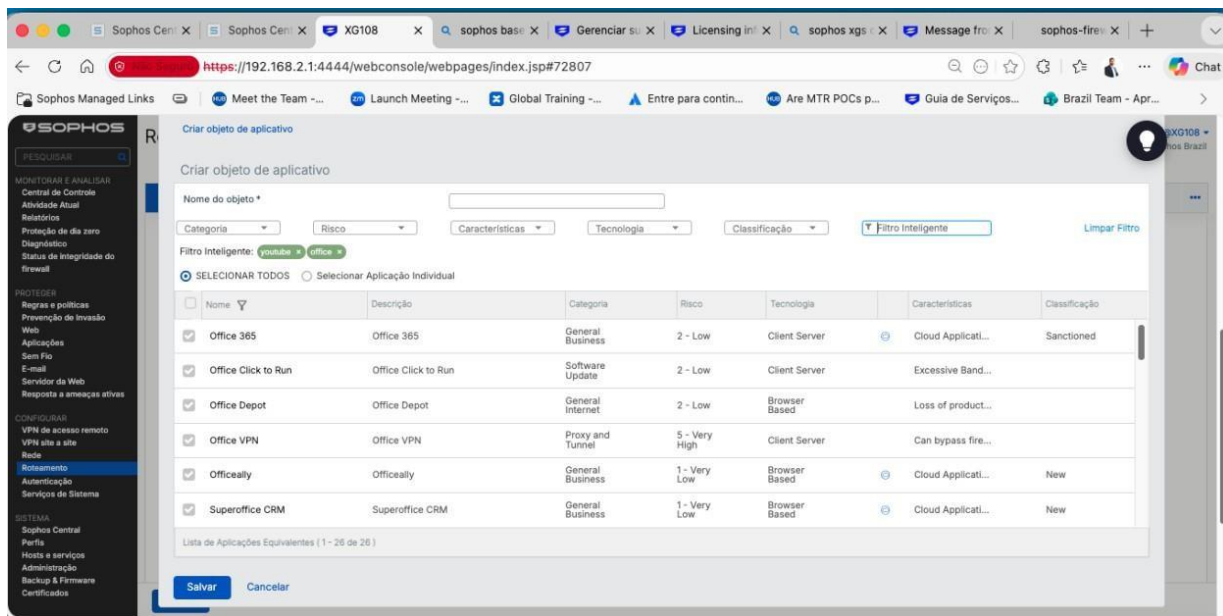 Sophos Cen
Sophos Cen
XG108
sophos base
Gerenciar su
Licensing inf
sophos xgs
Message fro
sophos-firew
https://192.168.2.1:4444/webconsole/webpages/index.jsp#72807
Chat
Sophos Managed Links
Meet the Team -...
Launch Meeting -...
Global Training -...
Entre para contin...
Are MTR POCs p...
Guia de Serviços...
Brazil Team - Apr...
SOPHOS
PESQUISAR
MONITORAR E ANALISAR
Central de Controle
Atividade Atual
Relatórios
Proteção de dia zero
Diagnóstico
Status de integridade do
firewall
PROTEGER
Regras e políticas
Prevenção de Invasão
Web
Aplicações
Sem Fio
E-mail
Servidor da Web
Resposta a ameaças ativas
CONFIGURAR
VPN de acesso remoto
VPN site a site
Rede
Roteamento
Autenticação
Serviços de Sistema
SISTEMA
Sophos Central
Perfis
Hosts e serviços
Administração
Backup & Firmware
Certificados
Criar objeto de aplicativo
Criar objeto de aplicativo
Nome do objeto *
Categoria Risco Características Tecnologia Classificação Filtro Inteligente Limpar Filtro
Filtro Inteligente: youtube × office ×
SELECIONAR TODOS Selecionar Aplicação Individual
Nome Descrição Categoria Risco Tecnologia Características Classificação
Office 365 Office 365 General Business 2 - Low Client Server Cloud Applicati... Sanctioned
Office Click to Run Office Click to Run Software Update 2 - Low Client Server Excessive Band...
Office Depot Office Depot General Internet 2 - Low Browser Based Loss of product...
Office VPN Office VPN Proxy and Tunnel 5 - Very High Client Server Can bypass fire...
Officeally Officeally General Business 1 - Very Low Browser Based Cloud Applicati... New
Superoffice CRM Superoffice CRM General Business 1 - Very Low Browser Based Cloud Applicati... New
Lista de Aplicações Equivalentes ( 1 - 26 de 26 )
Salvar Cancelar